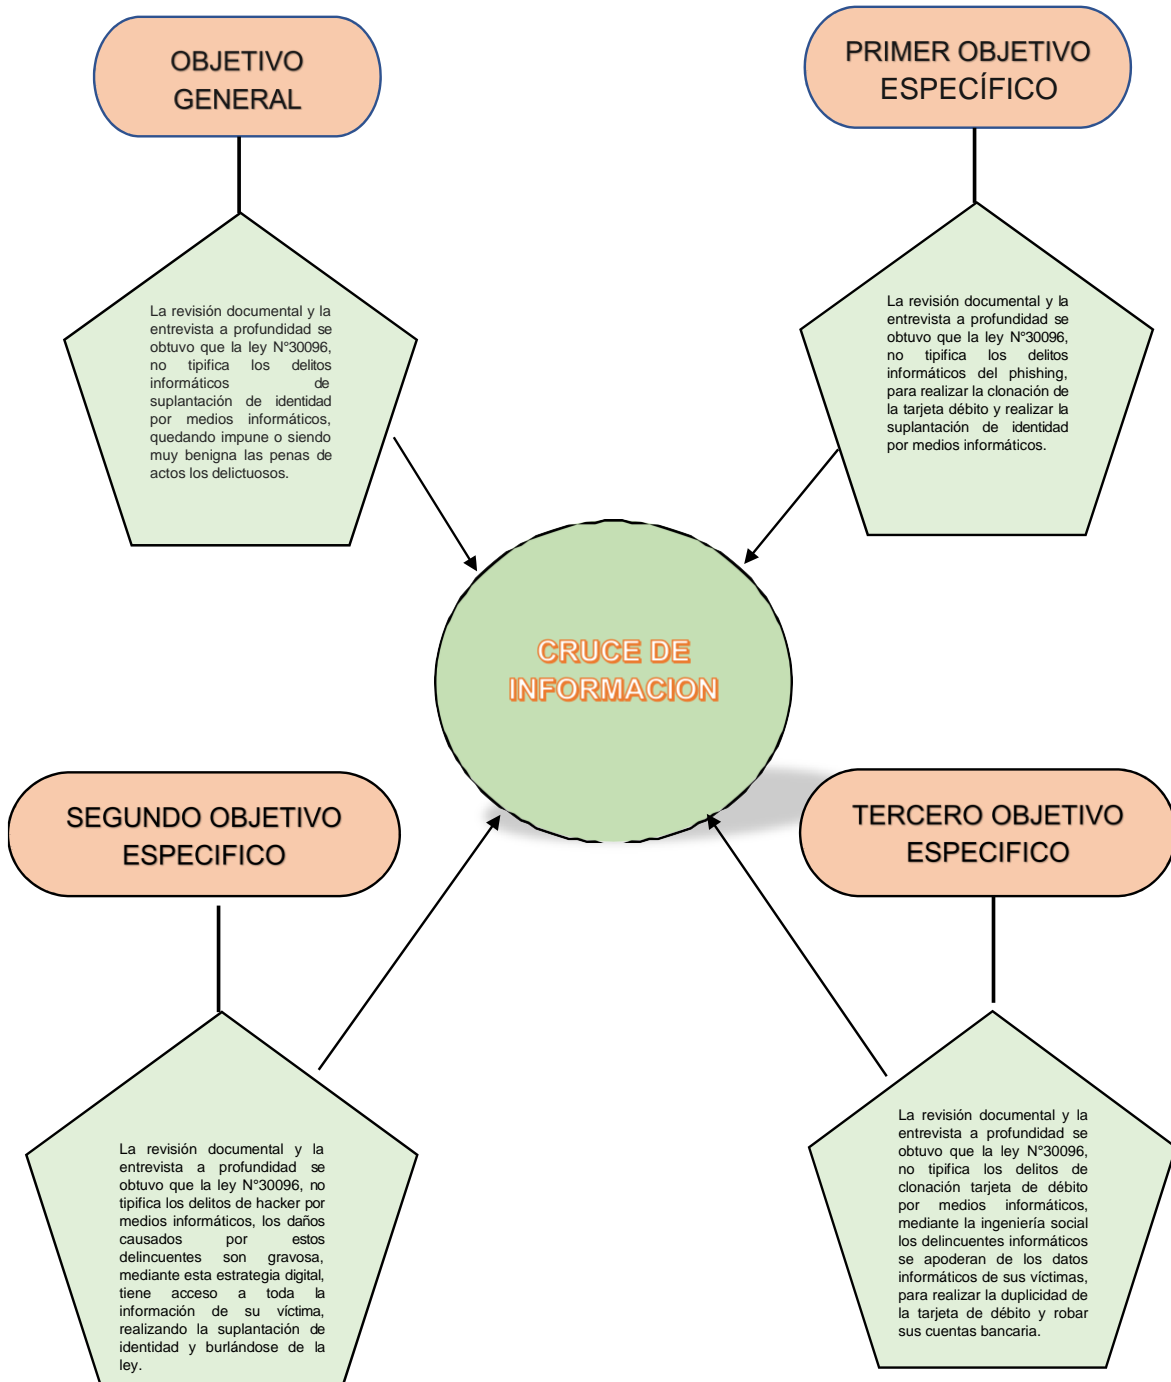 OBJETIVO
GENERAL
La revisión documental y la
entrevista a profundidad se
obtuvo que la ley N°30096,
no tipifica los delitos
informáticos de
suplantación de identidad
por medios informáticos,
quedando impune o siendo
muy benigna las penas de
actos los delictuosos.
PRIMER OBJETIVO
ESPECÍFICO
La revisión documental y la
entrevista a profundidad se
obtuvo que la ley N°30096,
no tipifica los delitos
informáticos del phishing,
para realizar la clonación de
la tarjeta débito y realizar la
suplantación de identidad
por medios informáticos.
CRUCE DE
INFORMACION
SEGUNDO OBJETIVO
ESPECIFICO
La revisión documental y la
entrevista a profundidad se
obtuvo que la ley N°30096, no
tipifica los delitos de hacker por
medios informáticos, los daños
causados por estos
delincuentes son gravosa,
mediante esta estrategia digital,
tiene acceso a toda la
información de su víctima,
realizando la suplantación de
identidad y burlándose de la
ley.
TERCERO OBJETIVO
ESPECIFICO
La revisión documental y la
entrevista a profundidad se
obtuvo que la ley N°30096,
no tipifica los delitos de
clonación tarjeta de débito
por medios informáticos,
mediante la ingeniería social
los delincuentes informáticos
se apoderan de los datos
informáticos de sus víctimas,
para realizar la duplicidad de
la tarjeta de débito y robar
sus cuentas bancaria.